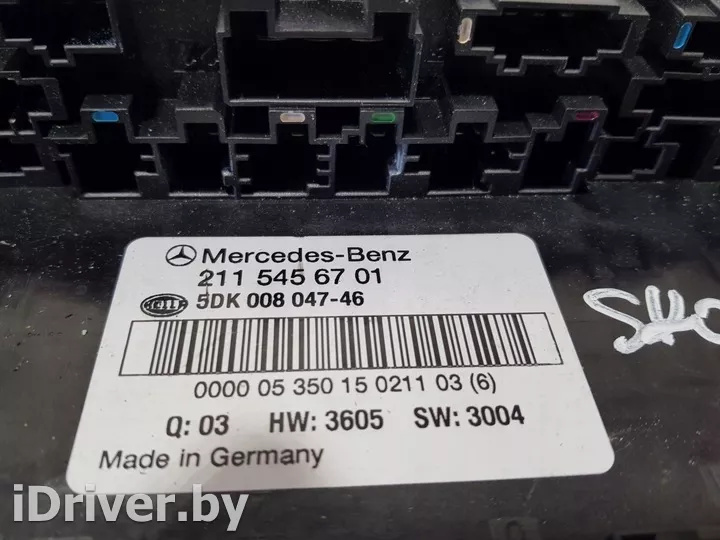 Mercedes-Benz
211 545 67 01
HELLA 5DK 008 047-46
0000 05 350 15 0211 03 (6)
Q: 03 HW: 3605 SW: 3004
Made in Germany
iDriver.by